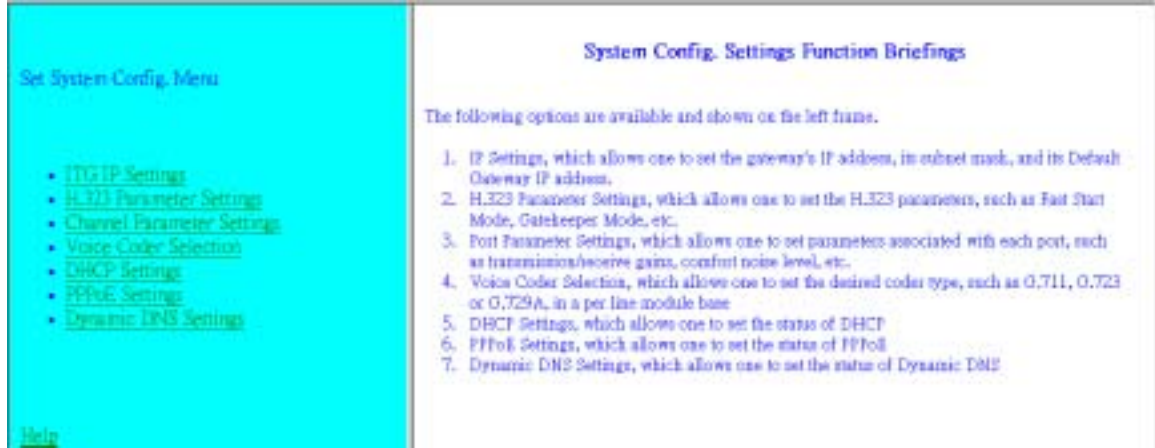 Set System Config. Menu
ITG IP Settings
H.323 Parameter Settings
Channel Parameter Settings
Voice Coder Selection
DHCP Settings
PPPoE Settings
Dynamic DNS Settings
Help
System Config. Settings Function Briefings
The following options are available and shown on the left frame.
1. IP Settings, which allows one to set the gateway's IP address, its subnet mask, and its Default
Gateway IP address.
2. H.323 Parameter Settings, which allows one to set the H.323 parameters, such as Fast Start
Mode, Gatekeeper Mode, etc.
3. Port Parameter Settings, which allows one to set parameters associated with each port, such
as transmission/receive gains, comfort noise level, etc.
4. Voice Coder Selection, which allows one to set the desired coder type, such as G.711, G.723
or G.729A, in a per line module base
5. DHCP Settings, which allows one to set the status of DHCP
6. PPPoE Settings, which allows one to set the status of PPPoE
7. Dynamic DNS Settings, which allows one to set the status of Dynamic DNS